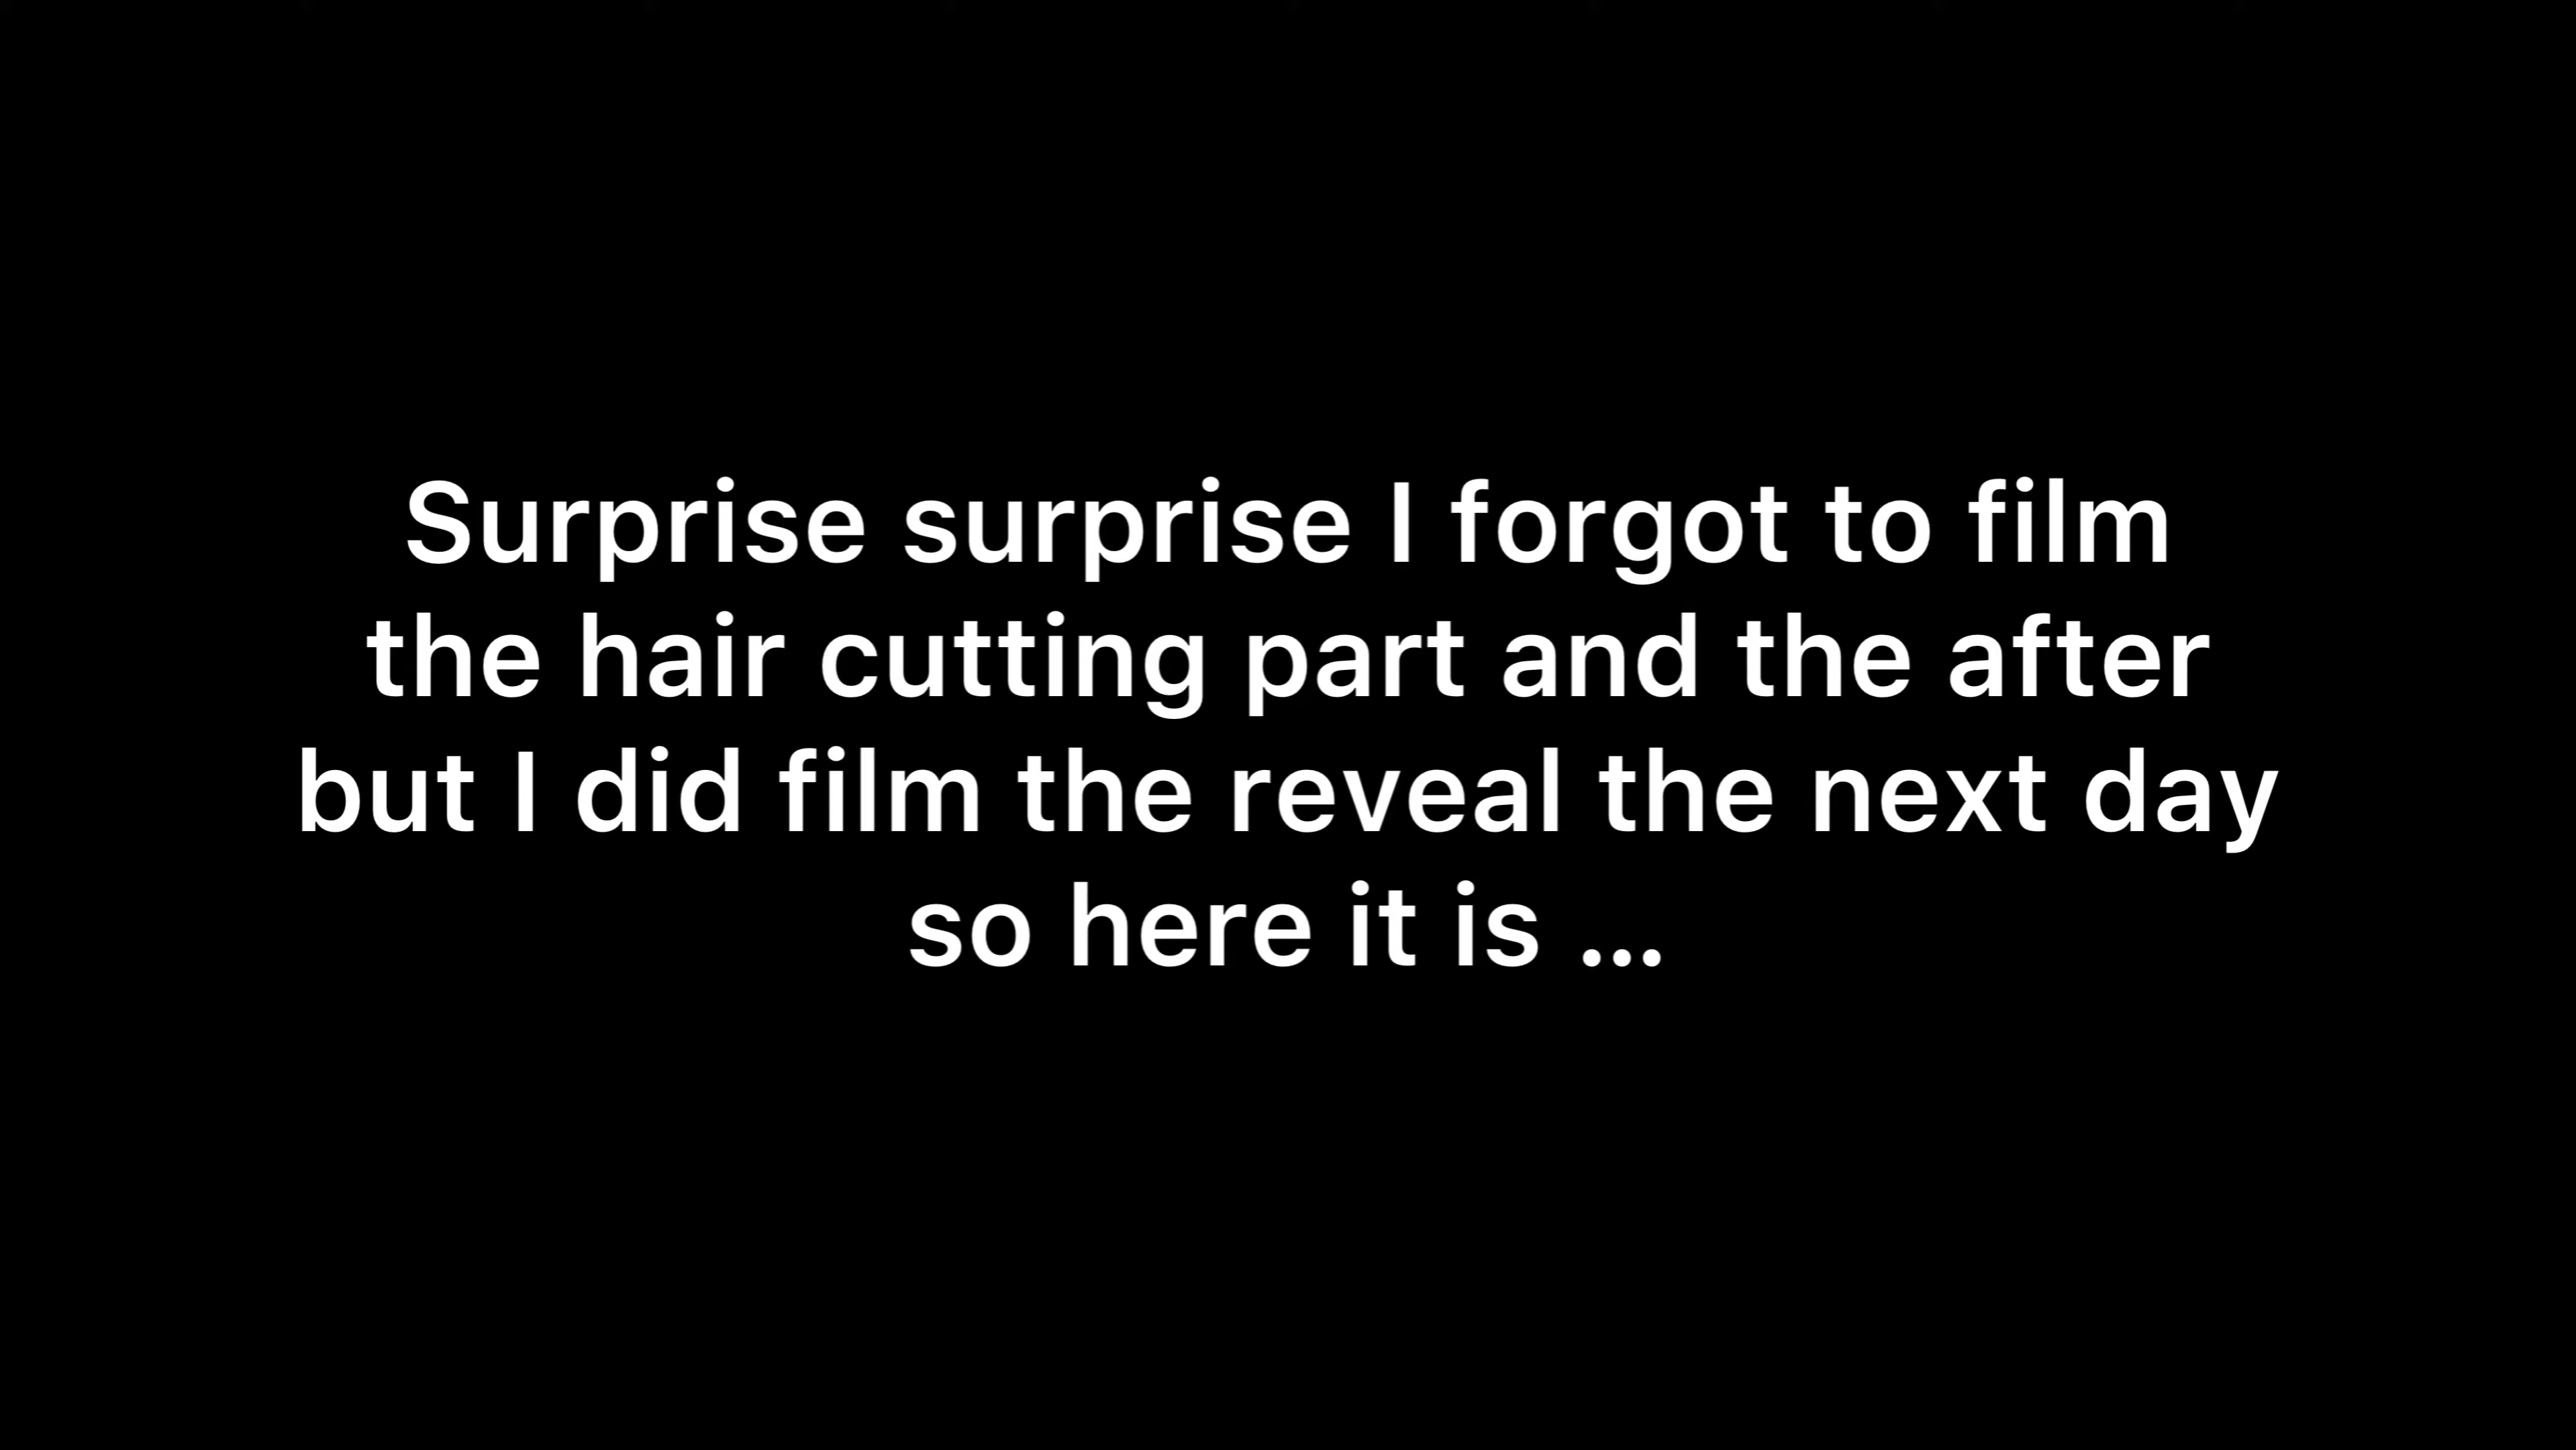 Surprise surprise I forgot to film
the hair cutting part and the after
but I did film the reveal the next day
so here it is ...